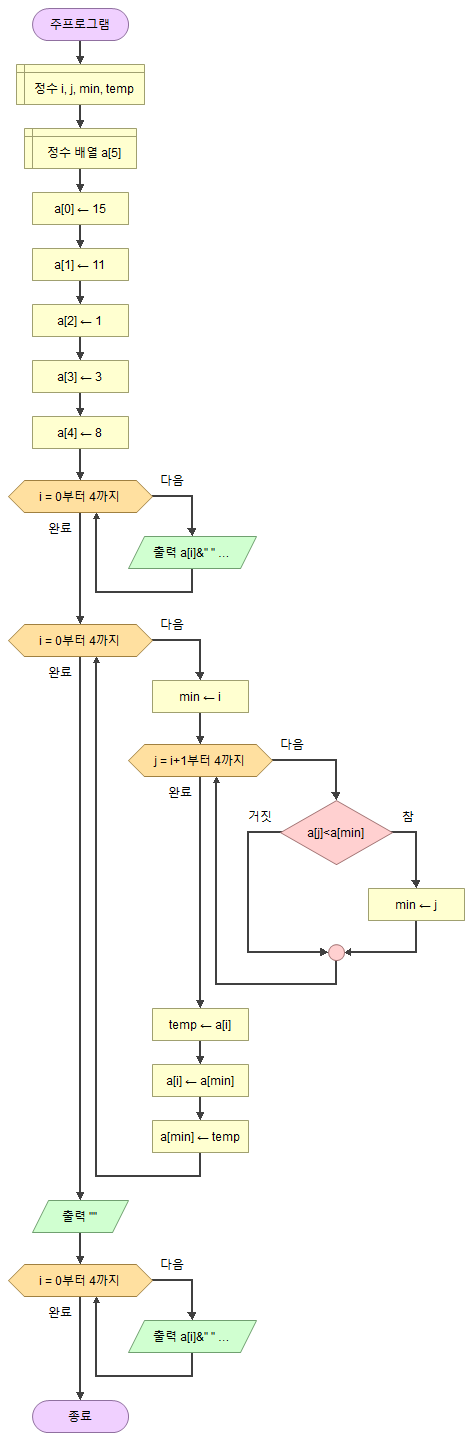 주프로그램
정수 i, j, min, temp
정수 배열 a[5]
a[0] ← 15
a[1] ← 11
a[2] ← 1
a[3] ← 3
a[4] ← 8
i = 0부터 4까지
다음
완료
출력 a[i]&" " ...
i = 0부터 4까지
다음
완료
min ← i
j = i+1부터 4까지
다음
완료
거짓
참
a[j]<a[min]
min ← j
temp ← a[i]
a[i] ← a[min]
a[min] ← temp
출력 ""
i = 0부터 4까지
다음
완료
출력 a[i]&" " ...
종료